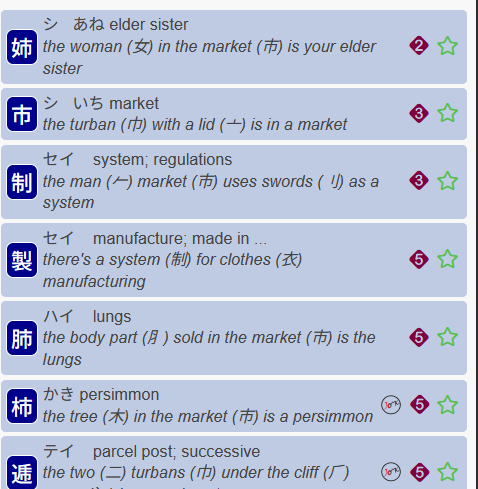 姉 シ あね elder sister 2
the woman (女) in the market (市) is your elder
sister
市 シ いち market 3
the turban (巾) with a lid (亠) is in a market
制 セイ system; regulations 3
the man (𠂉) market (市) uses swords (刂) as a
system
製 セイ manufacture; made in ... 5
there's a system (制) for clothes (衣)
manufacturing
肺 ハイ lungs 5
the body part (⺼) sold in the market (市) is the
lungs
柿 かき persimmon 5
the tree (木) in the market (市) is a persimmon
逓 テイ parcel post; successive 5
the two (二) turbans (巾) under the cliff (厂)